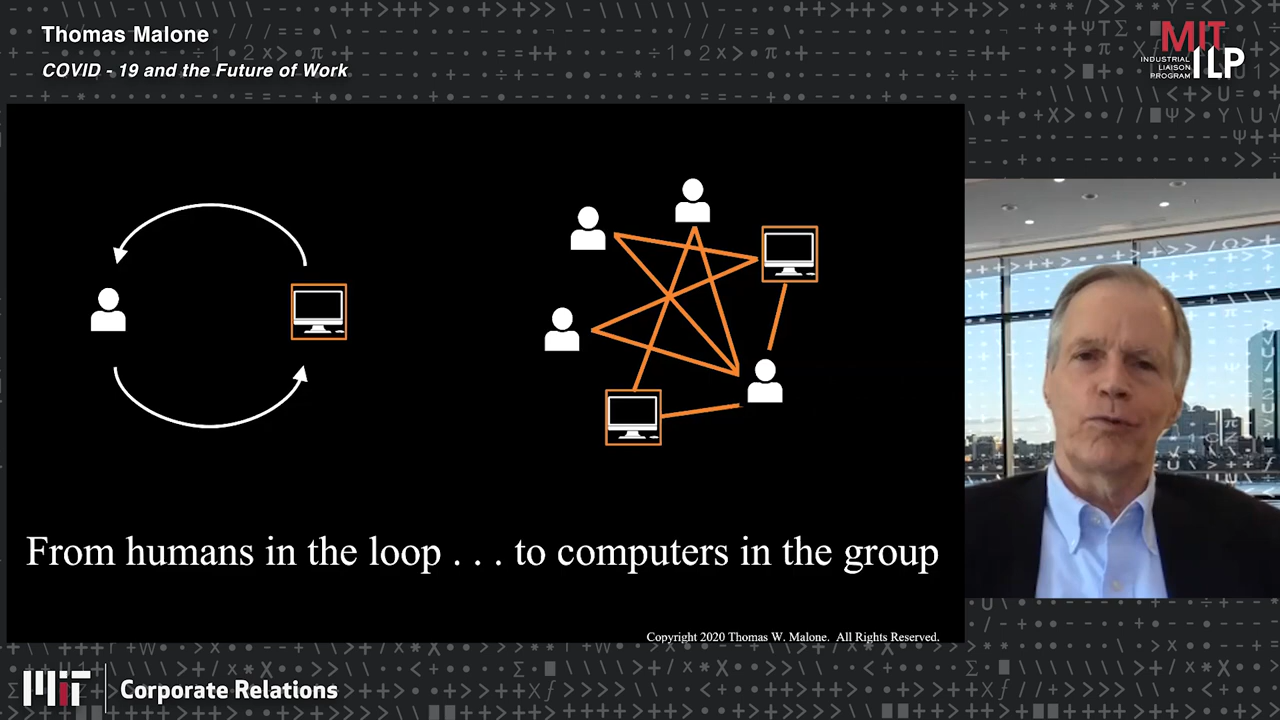 Thomas Malone
COVID - 19 and the Future of Work
MIT
INDUSTRIAL
LIAISON
PROGRAM
ILP
From humans in the loop . . . to computers in the group
Copyright 2020 Thomas W. Malone. All Rights Reserved.
MIT
Corporate Relations